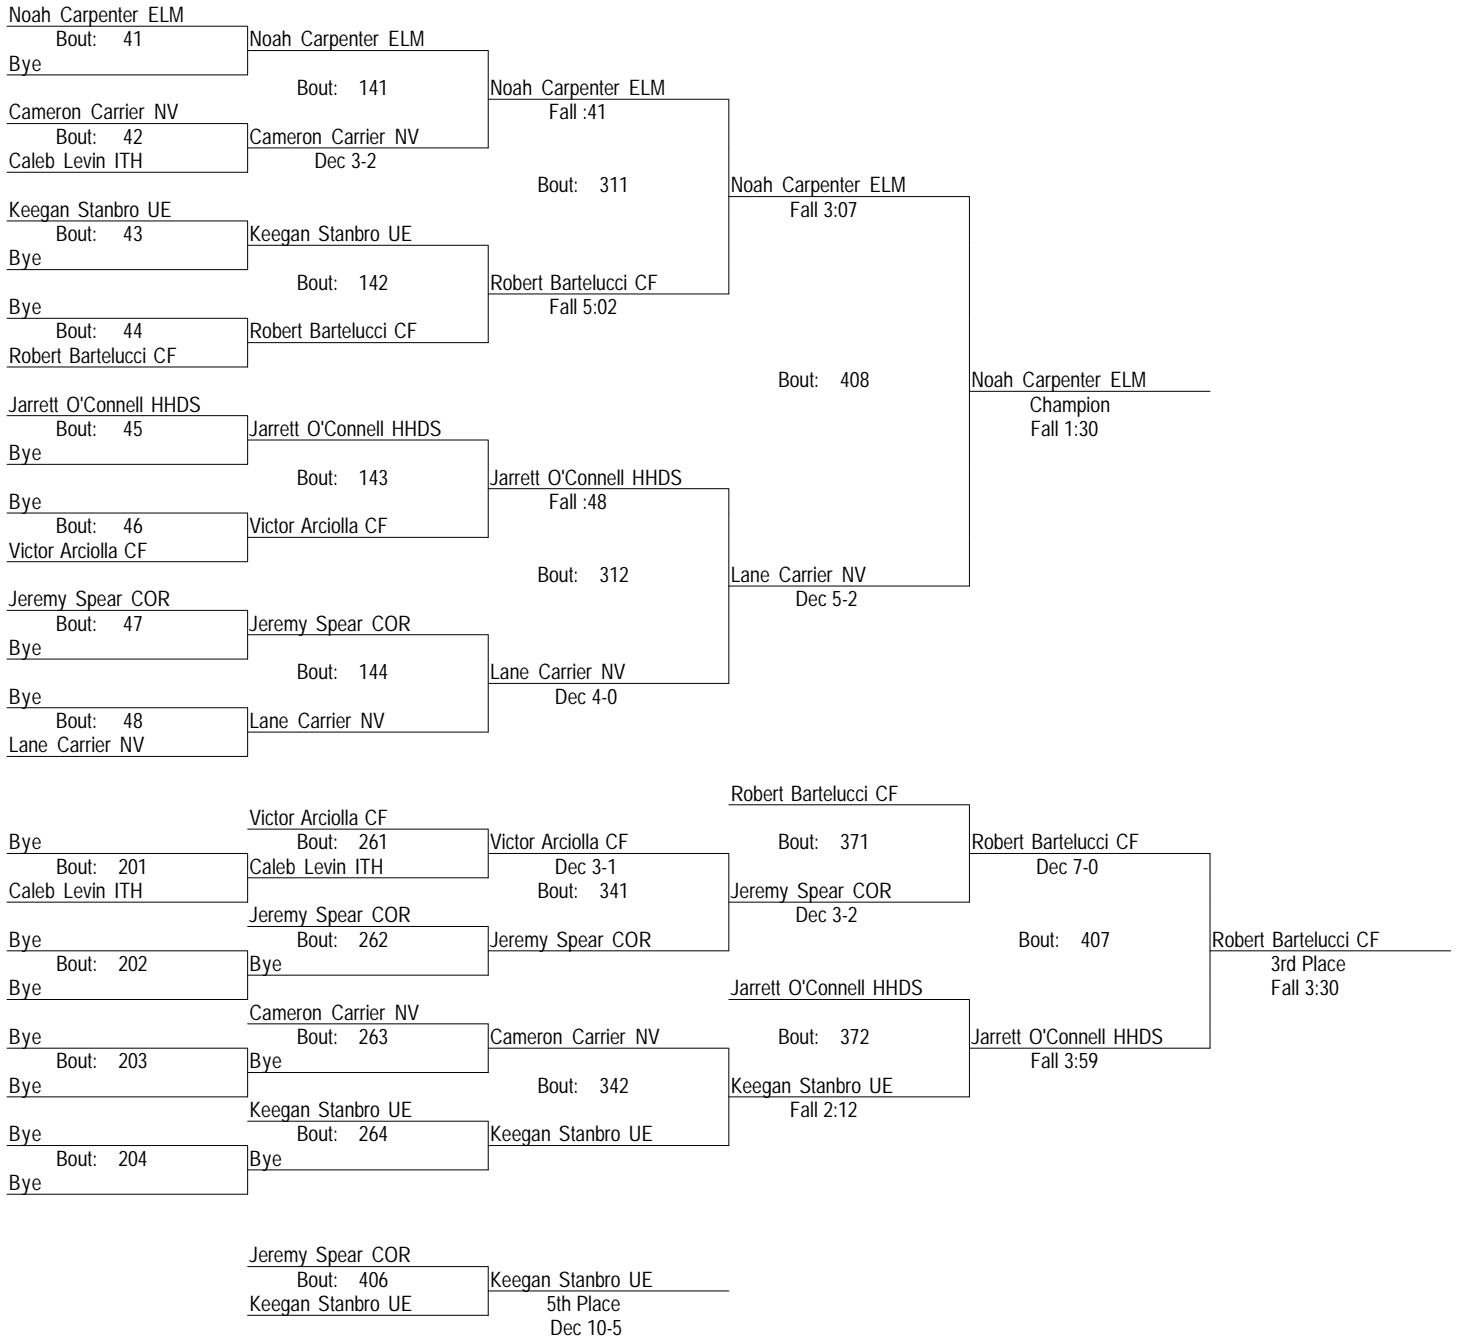 Noah Carpenter ELM
Bout: 41
Bye
Cameron Carrier NV
Bout: 42
Caleb Levin ITH
Keegan Stanbro UE
Bout: 43
Bye
Bye
Bout: 44
Robert Bartelucci CF
Jarrett O'Connell HHDS
Bout: 45
Bye
Bye
Bout: 46
Victor Arciolla CF
Jeremy Spear COR
Bout: 47
Bye
Bye
Bout: 48
Lane Carrier NV
Noah Carpenter ELM
Bout: 141
Cameron Carrier NV
Dec 3-2
Keegan Stanbro UE
Bout: 142
Robert Bartelucci CF
Jarrett O'Connell HHDS
Bout: 143
Victor Arciolla CF
Jeremy Spear COR
Bout: 144
Lane Carrier NV
Noah Carpenter ELM
Fall :41
Bout: 311
Robert Bartelucci CF
Fall 5:02
Jarrett O'Connell HHDS
Fall :48
Bout: 312
Lane Carrier NV
Dec 4-0
Noah Carpenter ELM
Fall 3:07
Bout: 408
Lane Carrier NV
Dec 5-2
Noah Carpenter ELM
Champion
Fall 1:30
Bye
Bout: 201
Caleb Levin ITH
Bye
Bout: 202
Bye
Bye
Bout: 203
Bye
Bye
Bout: 204
Bye
Victor Arciolla CF
Bout: 261
Caleb Levin ITH
Jeremy Spear COR
Bout: 262
Bye
Cameron Carrier NV
Bout: 263
Bye
Keegan Stanbro UE
Bout: 264
Bye
Victor Arciolla CF
Dec 3-1
Bout: 341
Jeremy Spear COR
Cameron Carrier NV
Bout: 342
Keegan Stanbro UE
Robert Bartelucci CF
Bout: 371
Jeremy Spear COR
Dec 3-2
Jarrett O'Connell HHDS
Bout: 372
Keegan Stanbro UE
Fall 2:12
Robert Bartelucci CF
Dec 7-0
Bout: 407
Jarrett O'Connell HHDS
Fall 3:59
Robert Bartelucci CF
3rd Place
Fall 3:30
Jeremy Spear COR
Bout: 406
Keegan Stanbro UE
Keegan Stanbro UE
5th Place
Dec 10-5